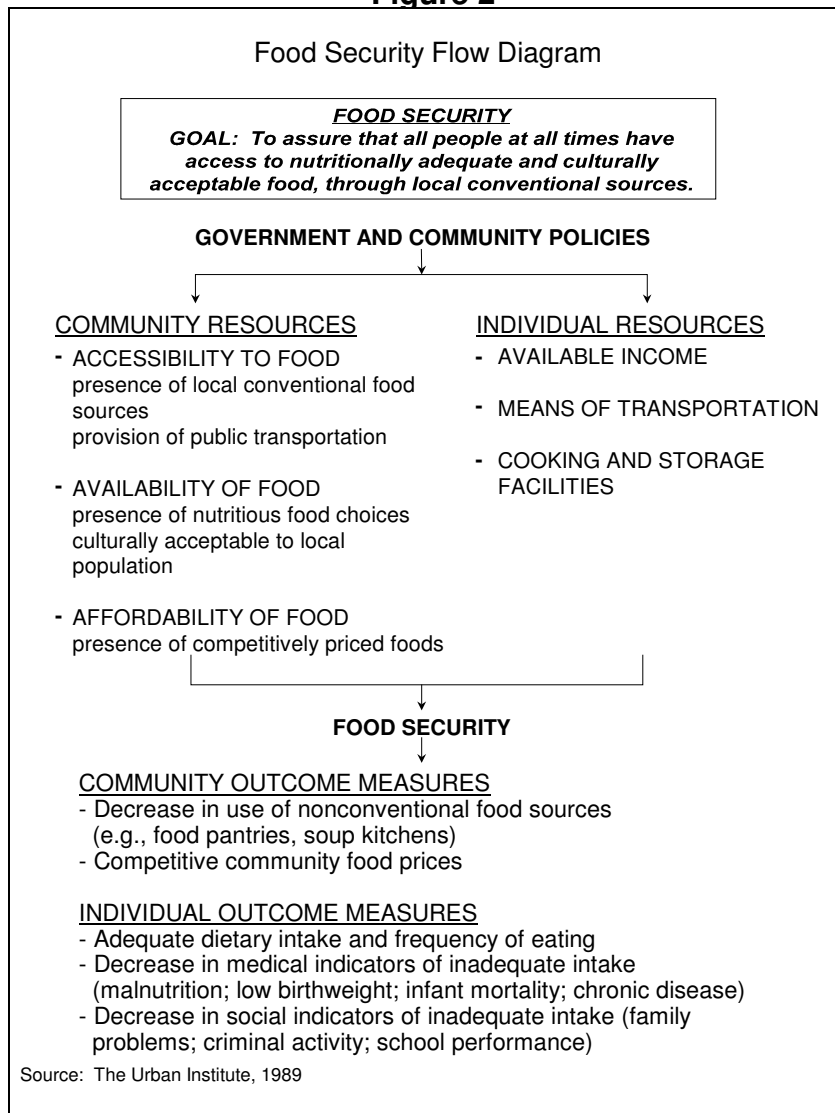 Figure 2
Food Security Flow Diagram
FOOD SECURITY
GOAL: To assure that all people at all times have
access to nutritionally adequate and culturally
acceptable food, through local conventional sources.
GOVERNMENT AND COMMUNITY POLICIES
COMMUNITY RESOURCES
- ACCESSIBILITY TO FOOD
presence of local conventional food
sources
provision of public transportation
- AVAILABILITY OF FOOD
presence of nutritious food choices
culturally acceptable to local
population
- AFFORDABILITY OF FOOD
presence of competitively priced foods
INDIVIDUAL RESOURCES
- AVAILABLE INCOME
- MEANS OF TRANSPORTATION
- COOKING AND STORAGE
FACILITIES
FOOD SECURITY
COMMUNITY OUTCOME MEASURES
- Decrease in use of nonconventional food sources
(e.g., food pantries, soup kitchens)
- Competitive community food prices
INDIVIDUAL OUTCOME MEASURES
- Adequate dietary intake and frequency of eating
- Decrease in medical indicators of inadequate intake
(malnutrition; low birthweight; infant mortality; chronic disease)
- Decrease in social indicators of inadequate intake (family
problems; criminal activity; school performance)
Source: The Urban Institute, 1989